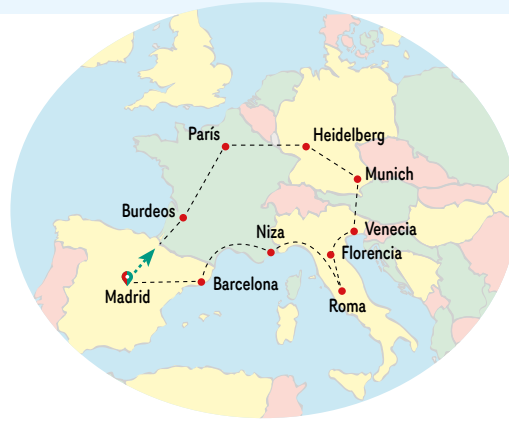 París
Heidelberg
Munich
Burdeos
Venecia
Niza
Florencia
Barcelona
Madrid
Roma